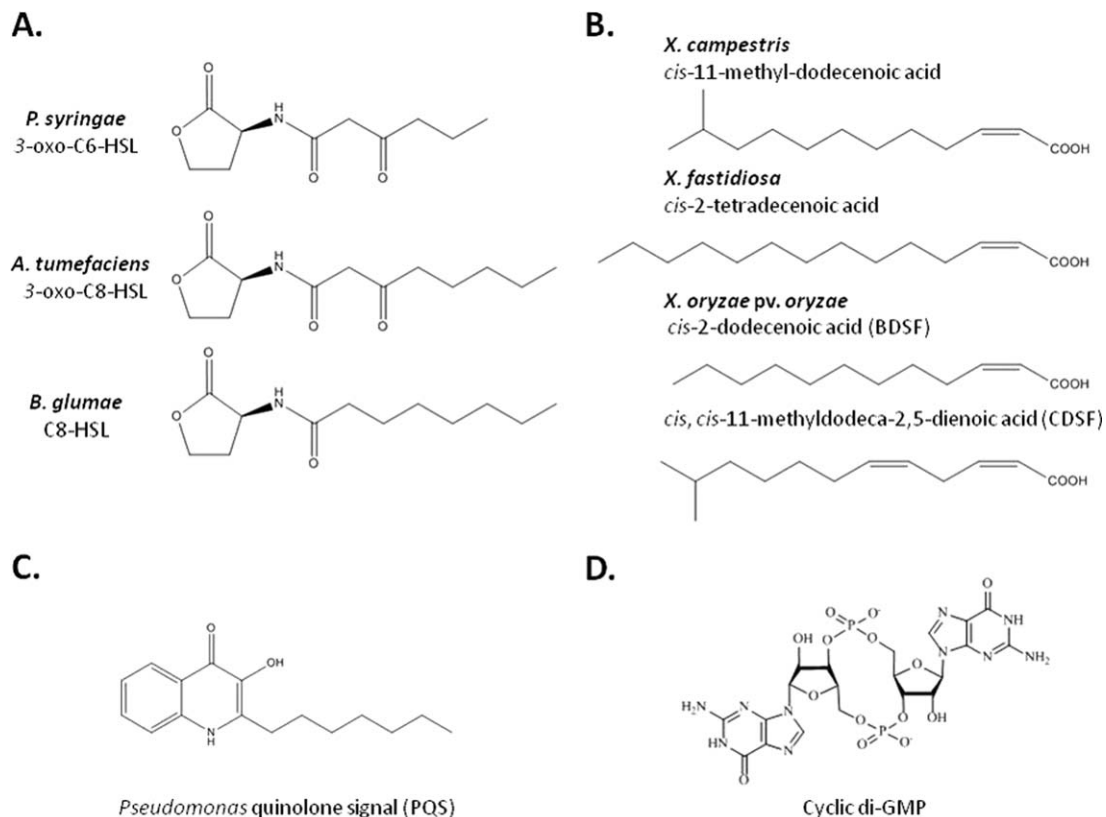 A.
P. syringae
3-oxo-C6-HSL
O
O
H
N
O
O
A. tumefaciens
3-oxo-C8-HSL
O
O
H
N
O
O
B. glumae
C8-HSL
O
O
H
N
O
B.
X. campestris
cis-11-methyl-dodecenoic acid
COOH
X. fastidiosa
cis-2-tetradecenoic acid
COOH
X. oryzae pv. oryzae
cis-2-dodecenoic acid (BDSF)
COOH
cis, cis-11-methyldodeca-2,5-dienoic acid (CDSF)
COOH
C.
O
OH
N
H
Pseudomonas quinolone signal (PQS)
D.
O
O O⁻ N NH
P
OH O O N N NH₂
O
H₂N N N O
O OH
HN N O P
O O O⁻
Cyclic di-GMP